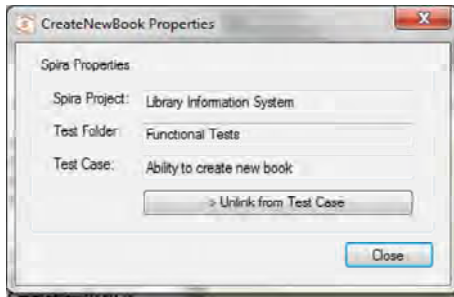 CreateNewBook Properties
Spira Properties
Spira Project: Library Information System
Test Folder: Functional Tests
Test Case: Ability to create new book
> Unlink from Test Case
Close